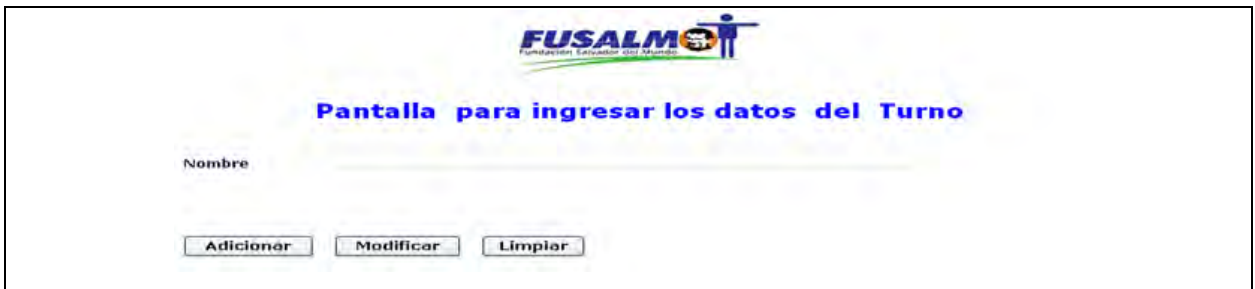 FUSALMO
Fundación Salvador del Mundo
Pantalla para ingresar los datos del Turno
Nombre
Adicionar Modificar Limpiar